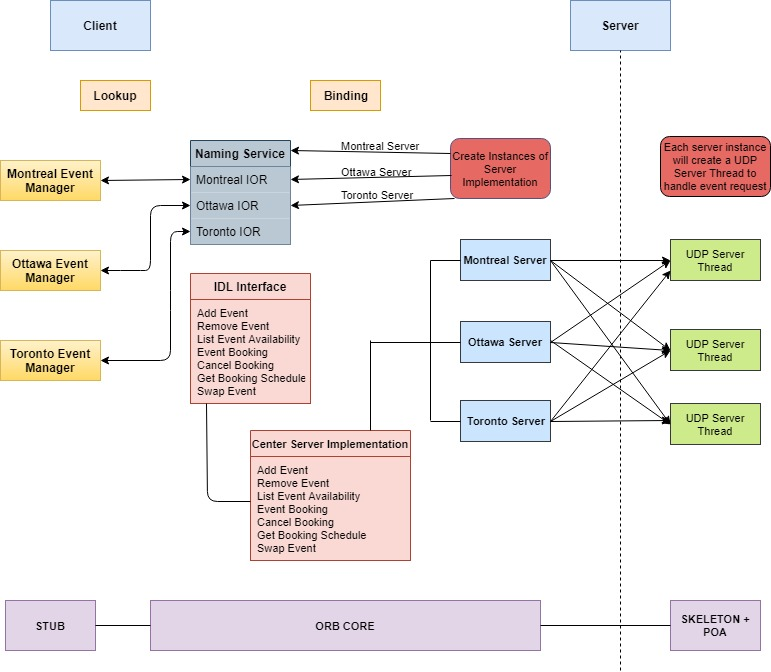 Client
Server
Lookup
Binding
Naming Service
Montreal IOR
Ottawa IOR
Toronto IOR
Montreal Server
Ottawa Server
Toronto Server
Create Instances of
Server
Implementation
Each server instance
will create a UDP
Server Thread to
handle event request
Montreal Event
Manager
Ottawa Event
Manager
Toronto Event
Manager
IDL Interface
Add Event
Remove Event
List Event Availability
Event Booking
Cancel Booking
Get Booking Schedule
Swap Event
Montreal Server
Ottawa Server
Toronto Server
UDP Server
Thread
UDP Server
Thread
UDP Server
Thread
Center Server Implementation
Add Event
Remove Event
List Event Availability
Event Booking
Cancel Booking
Get Booking Schedule
Swap Event
STUB
ORB CORE
SKELETON +
POA